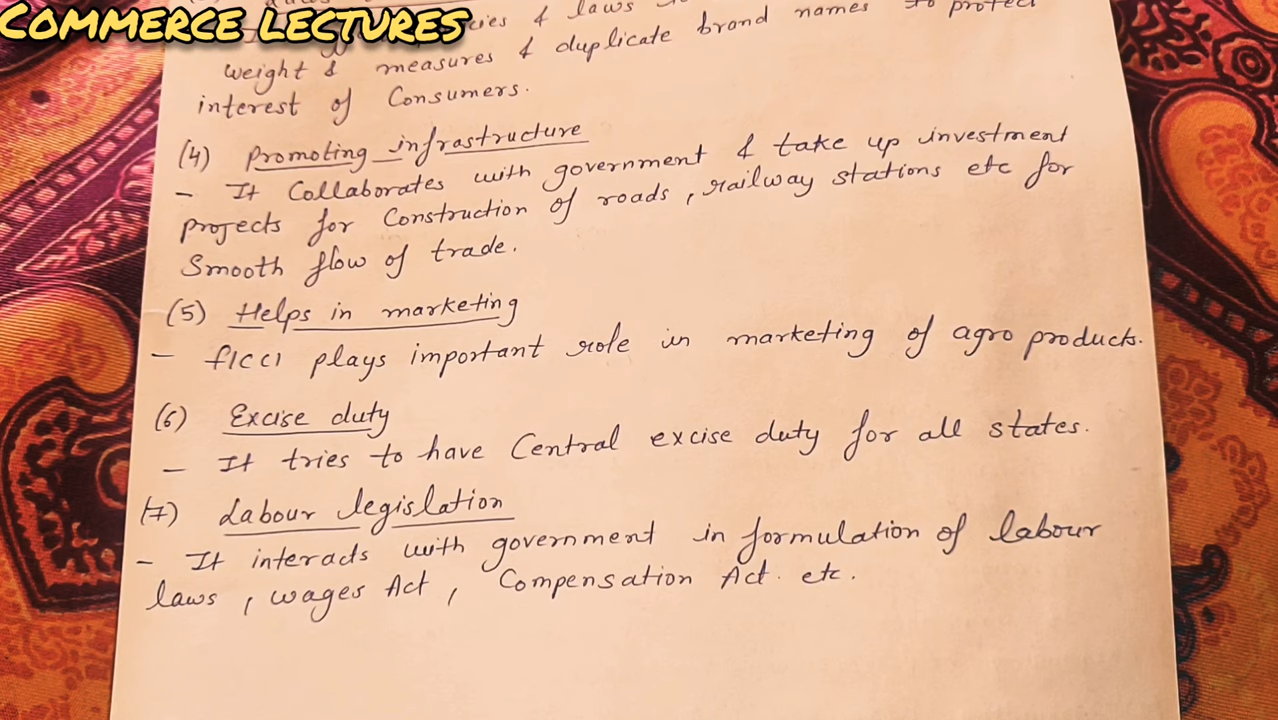 COMMERCE LECTURES
& laws
weight & measures & duplicate brand names to protect
interest of Consumers.
(4) Promoting infrastructure
- It Collaborates with government & take up investment
projects for Construction of roads, railway stations etc for
Smooth flow of trade.
(5) Helps in marketing
- FICCI plays important role in marketing of agro products.
(6) Excise duty
- It tries to have Central excise duty for all states.
(7) Labour legislation
- It interacts with government in formulation of labour
laws, wages Act, Compensation Act. etc.